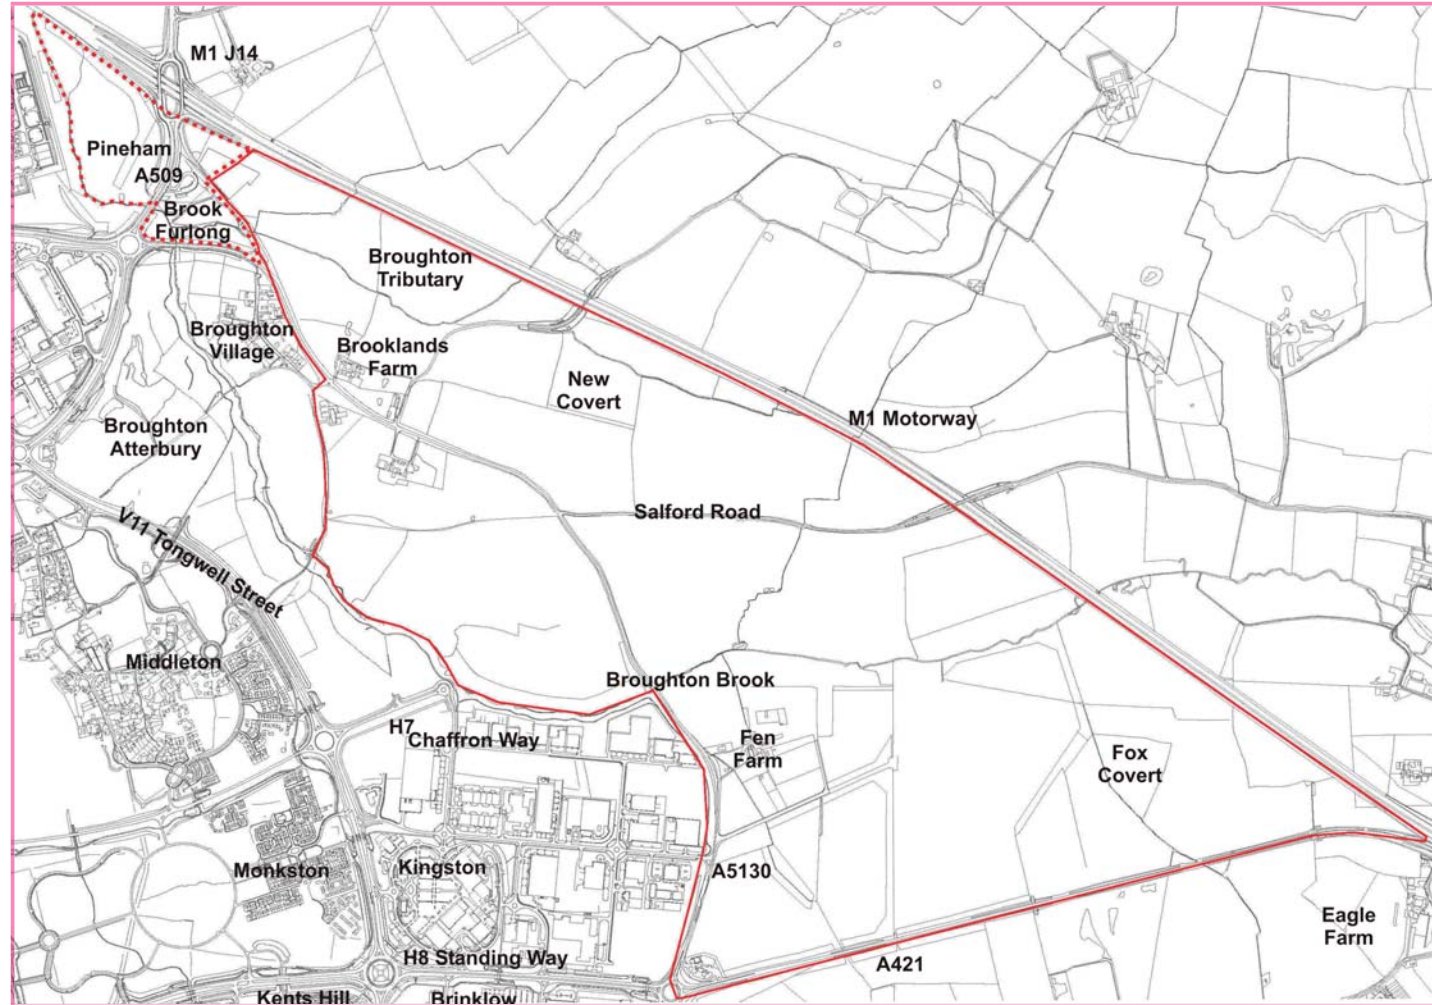 M1 J14
Pineham
A509
Brook
Furlong
Broughton
Tributary
Broughton
Village
Brooklands
Farm
New
Covert
M1 Motorway
Broughton
Atterbury
Salford Road
V11 Tongwell Street
Middleton
Broughton Brook
H7
Chaffron Way
Fen
Farm
Fox
Covert
Monkston
Kingston
A5130
Eagle
Farm
H8 Standing Way
A421
Kents Hill
Brinklow